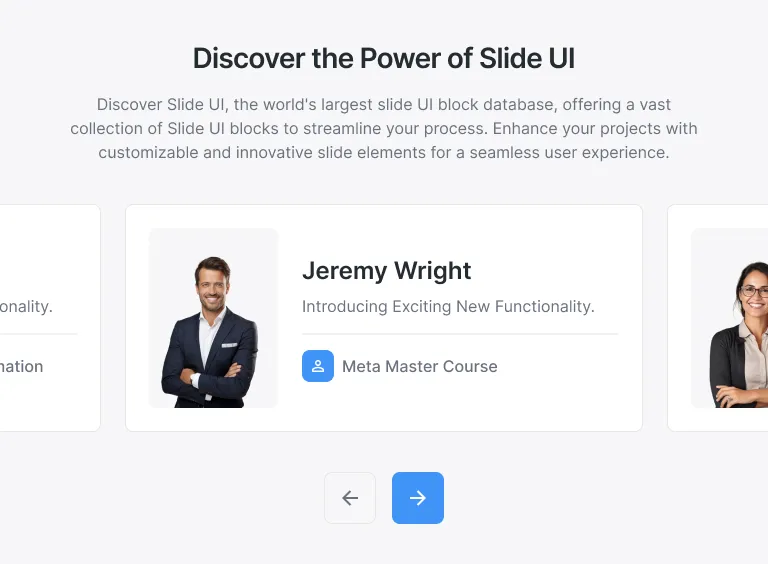 Discover the Power of Slide UI
Discover Slide UI, the world's largest slide UI block database, offering a vast
collection of Slide UI blocks to streamline your process. Enhance your projects with
customizable and innovative slide elements for a seamless user experience.
Jeremy Wright
Introducing Exciting New Functionality.
Meta Master Course